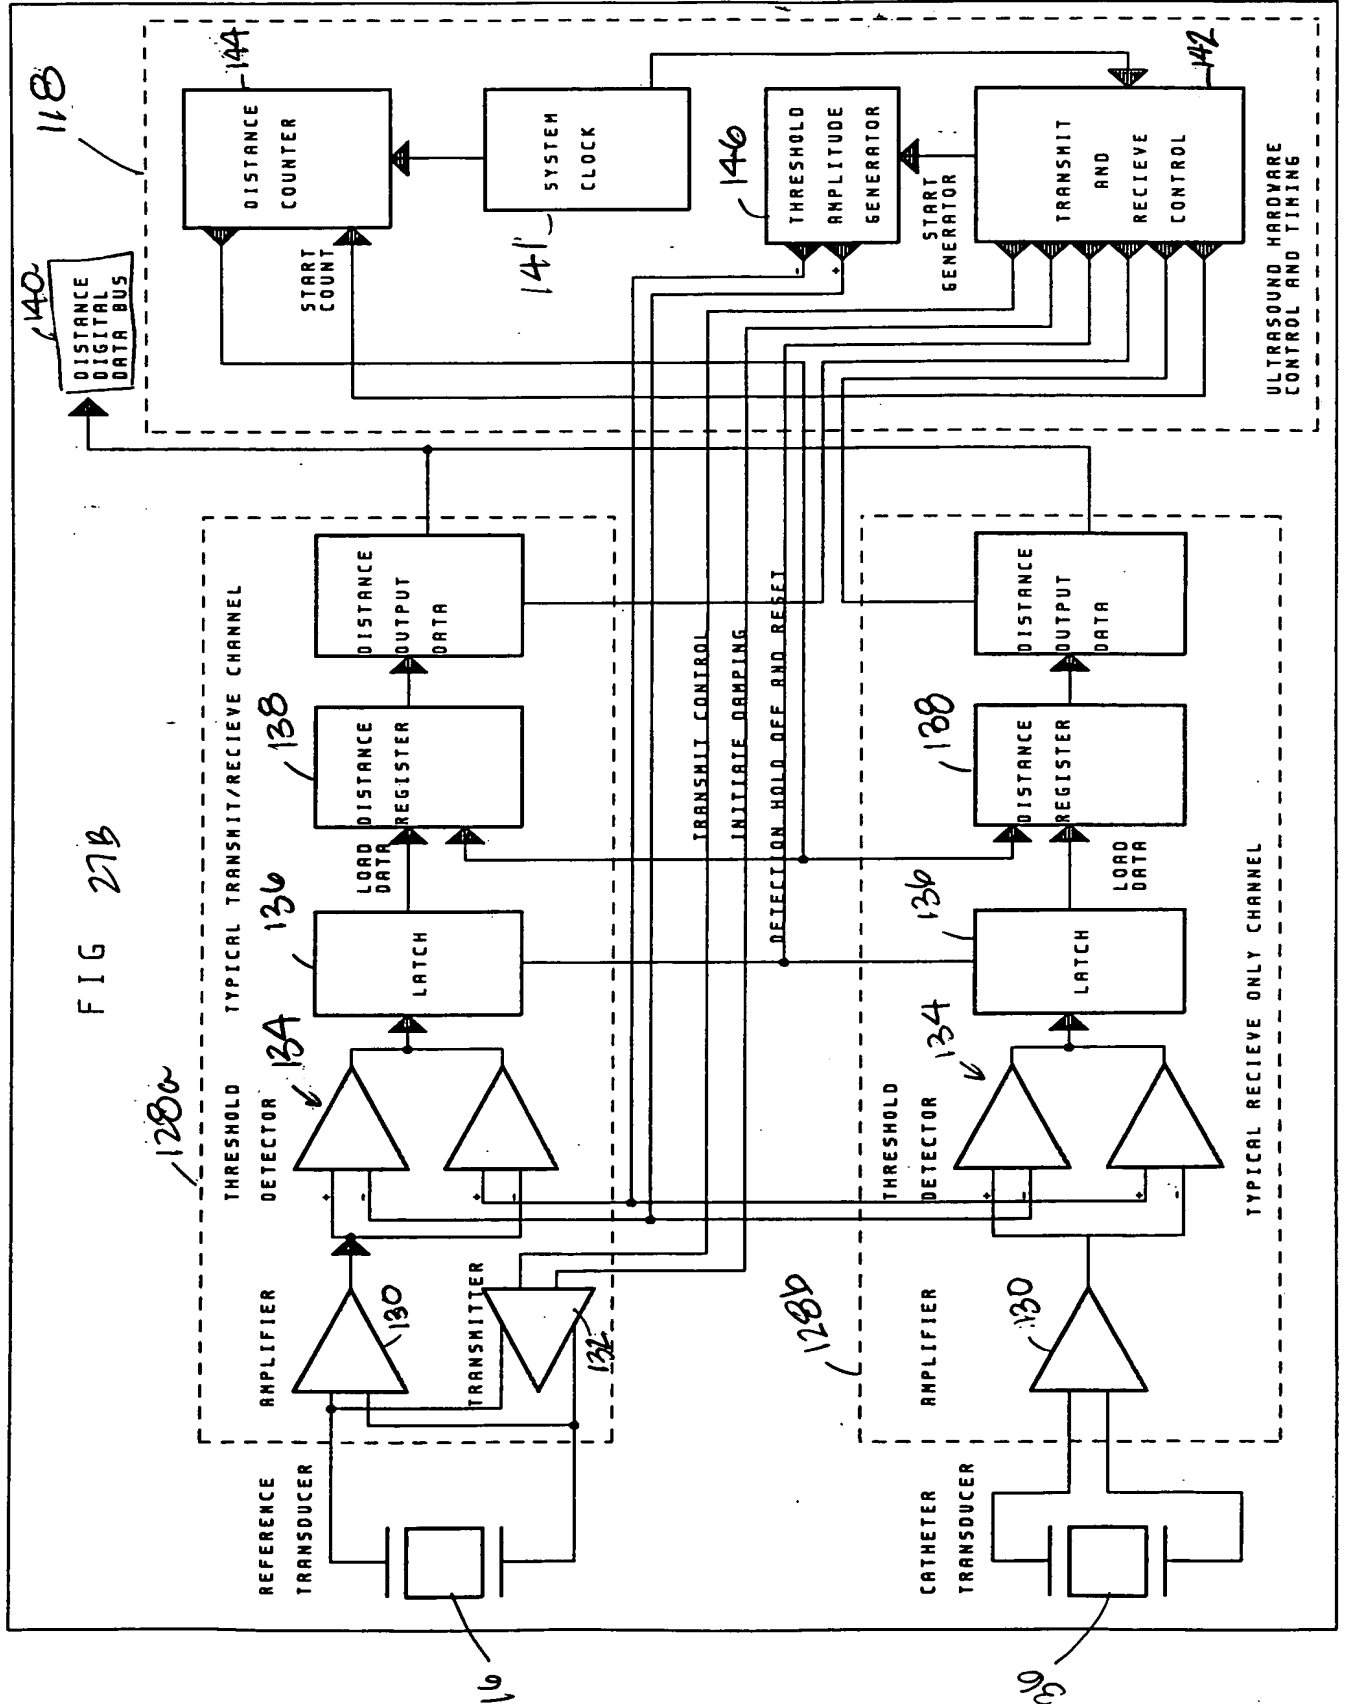 FIG 27B
118
140
DISTANCE
DIGITAL
DATA BUS
144
DISTANCE
COUNTER
START
COUNT
SYSTEM
CLOCK
141
146
THRESHOLD
AMPLITUDE
GENERATOR
-
+
START
GENERATOR
142
TRANSMIT
AND
RECIEVE
CONTROL
ULTRASOUND HARDWARE
CONTROL AND TIMING
128a
TYPICAL TRANSMIT/RECIEVE CHANNEL
REFERENCE
TRANSDUCER
16
AMPLIFIER
130
TRANSMITTER
132
THRESHOLD
DETECTOR
134
+
-
+
-
136
LATCH
LOAD
DATA
138
DISTANCE
REGISTER
DISTANCE
OUTPUT
DATA
TRANSMIT CONTROL
INITIATE DAMPING
DETECTION HOLD OFF AND RESET
128b
CATHETER
TRANSDUCER
36
AMPLIFIER
130
THRESHOLD
DETECTOR
134
+
-
+
-
136
LATCH
LOAD
DATA
138
DISTANCE
REGISTER
DISTANCE
OUTPUT
DATA
TYPICAL RECIEVE ONLY CHANNEL